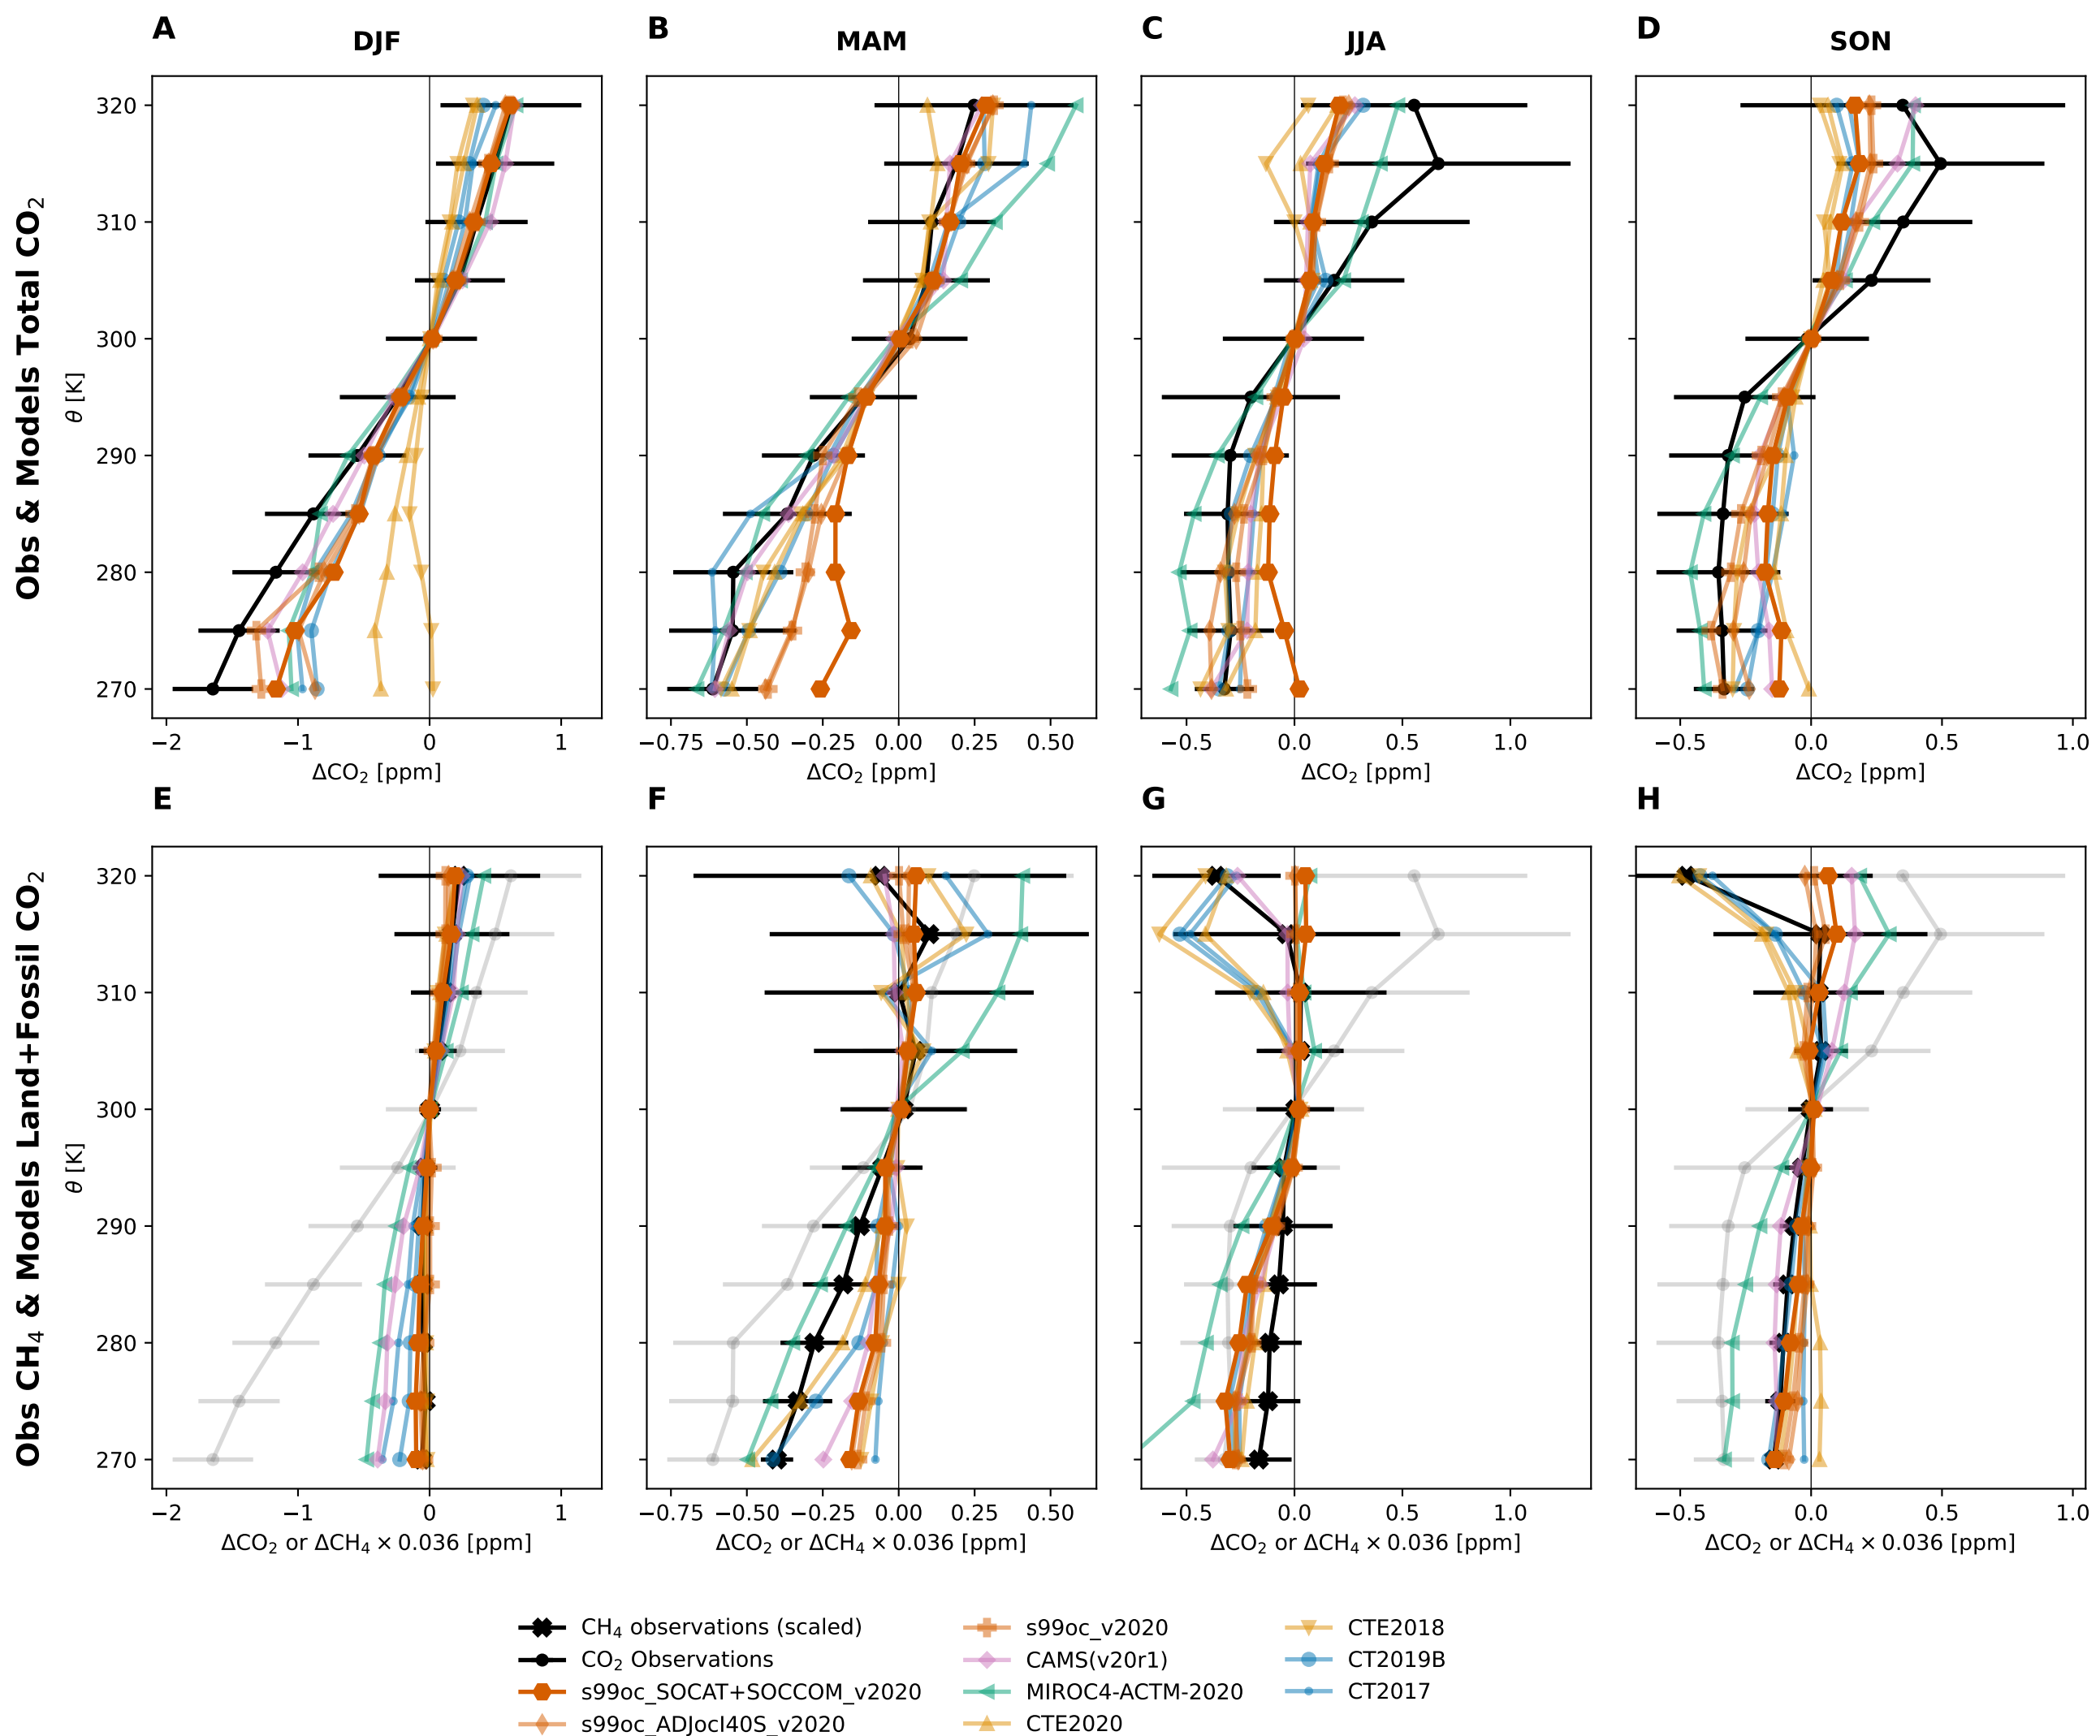 A
B
C
D
DJF
MAM
JJA
SON
Obs & Models Total CO₂
θ [K]
320
310
300
290
280
270
−2 −1 0 1
−0.75 −0.50 −0.25 0.00 0.25 0.50
−0.5 0.0 0.5 1.0
−0.5 0.0 0.5 1.0
ΔCO₂ [ppm]
ΔCO₂ [ppm]
ΔCO₂ [ppm]
ΔCO₂ [ppm]
E
F
G
H
Obs CH₄ & Models Land+Fossil CO₂
θ [K]
320
310
300
290
280
270
−2 −1 0 1
−0.75 −0.50 −0.25 0.00 0.25 0.50
−0.5 0.0 0.5 1.0
−0.5 0.0 0.5 1.0
ΔCO₂ or ΔCH₄ × 0.036 [ppm]
ΔCO₂ or ΔCH₄ × 0.036 [ppm]
ΔCO₂ or ΔCH₄ × 0.036 [ppm]
ΔCO₂ or ΔCH₄ × 0.036 [ppm]
CH₄ observations (scaled)
CO₂ Observations
s99oc_SOCAT+SOCCOM_v2020
s99oc_ADJocI40S_v2020
s99oc_v2020
CAMS(v20r1)
MIROC4-ACTM-2020
CTE2020
CTE2018
CT2019B
CT2017